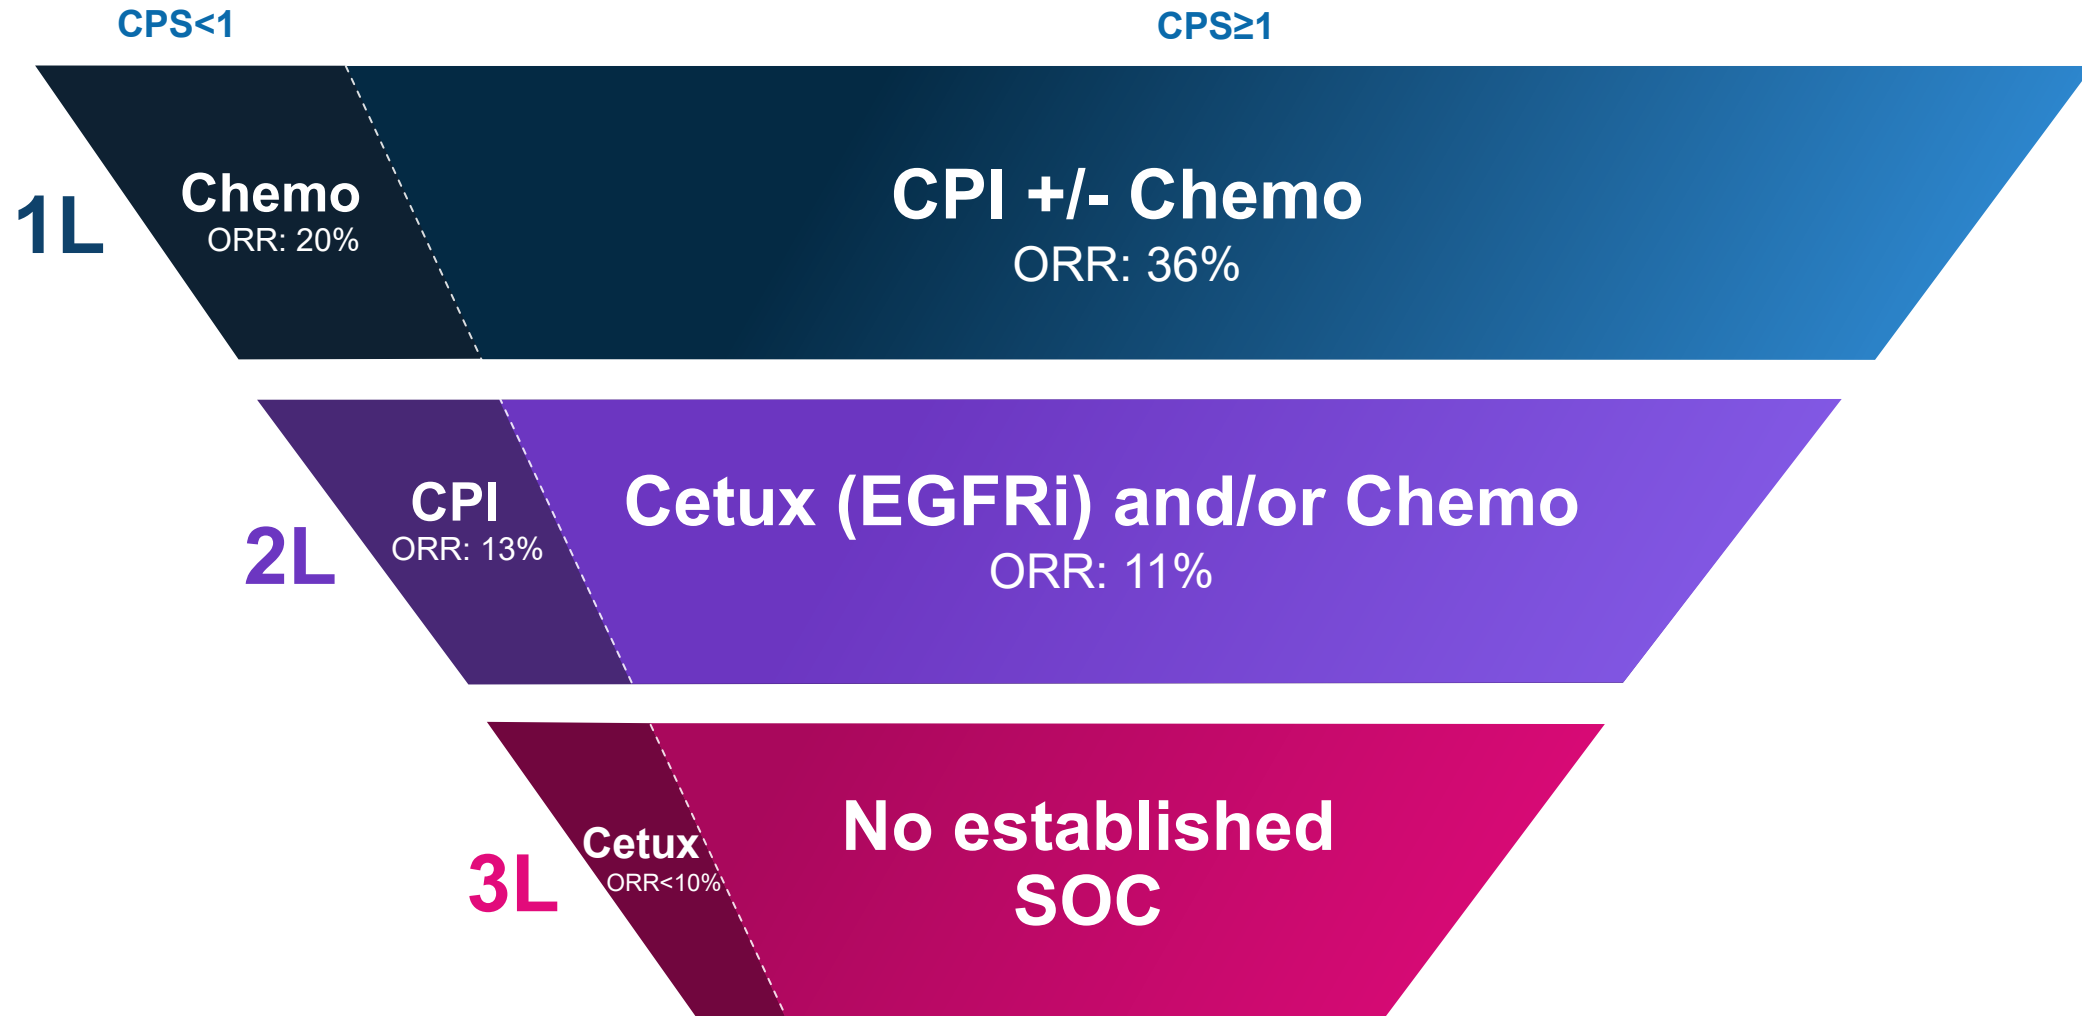 CPS<1
CPS≥1
1L
Chemo
ORR: 20%
CPI +/- Chemo
ORR: 36%
2L
CPI
ORR: 13%
Cetux (EGFRi) and/or Chemo
ORR: 11%
3L
Cetux
ORR<10%
No established
SOC